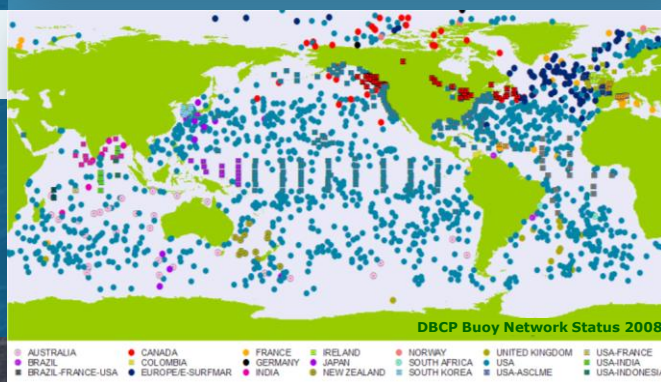 DBCP Buoy Network Status 2008
AUSTRALIA CANADA FRANCE IRELAND NORWAY UNITED KINGDOM USA-FRANCE
BRAZIL COLOMBIA GERMANY JAPAN SOUTH AFRICA USA USA-INDIA
BRAZIL-FRANCE-USA EUROPE/E-SURFMAR INDIA NEW ZEALAND SOUTH KOREA USA-ASCLME USA-INDONESIA